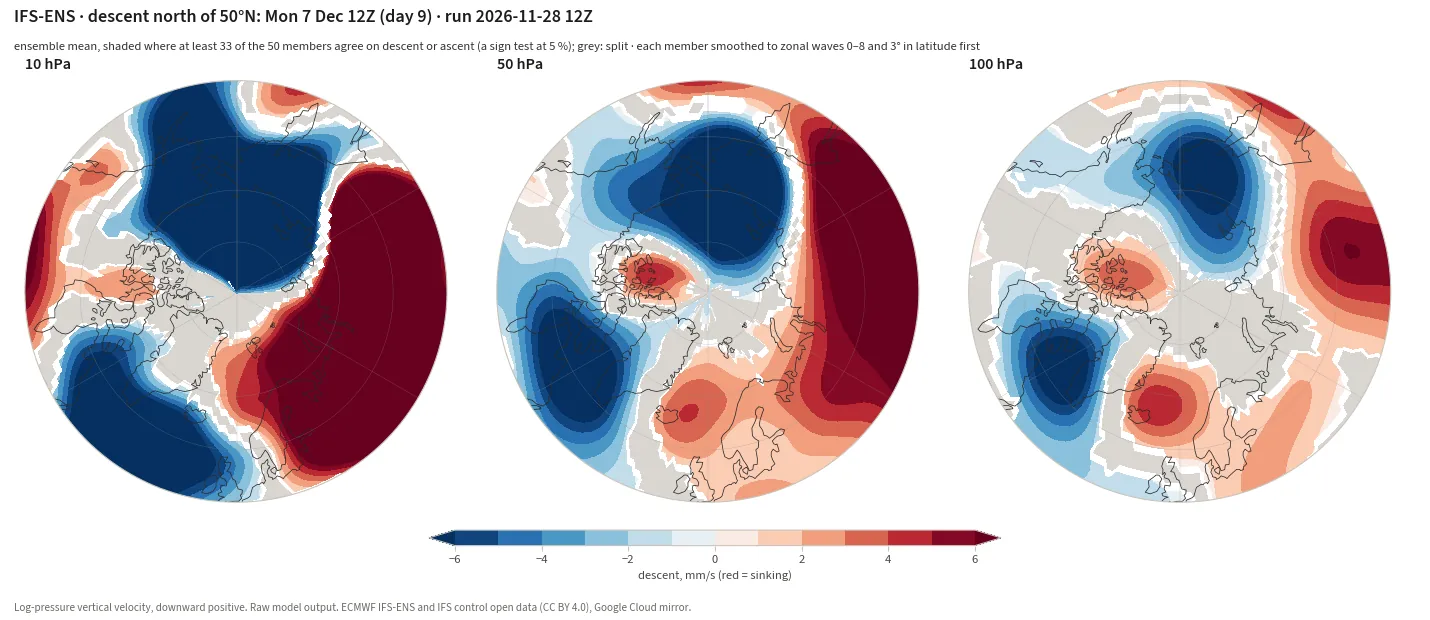 IFS-ENS · descent north of 50°N: Mon 7 Dec 12Z (day 9) · run 2026-11-28 12Z
ensemble mean, shaded where at least 33 of the 50 members agree on descent or ascent (a sign test at 5 %); grey: split · each member smoothed to zonal waves 0–8 and 3° in latitude first
10 hPa 50 hPa 100 hPa
−6 −4 −2 0 2 4 6
descent, mm/s (red = sinking)
Log-pressure vertical velocity, downward positive. Raw model output. ECMWF IFS-ENS and IFS control open data (CC BY 4.0), Google Cloud mirror.